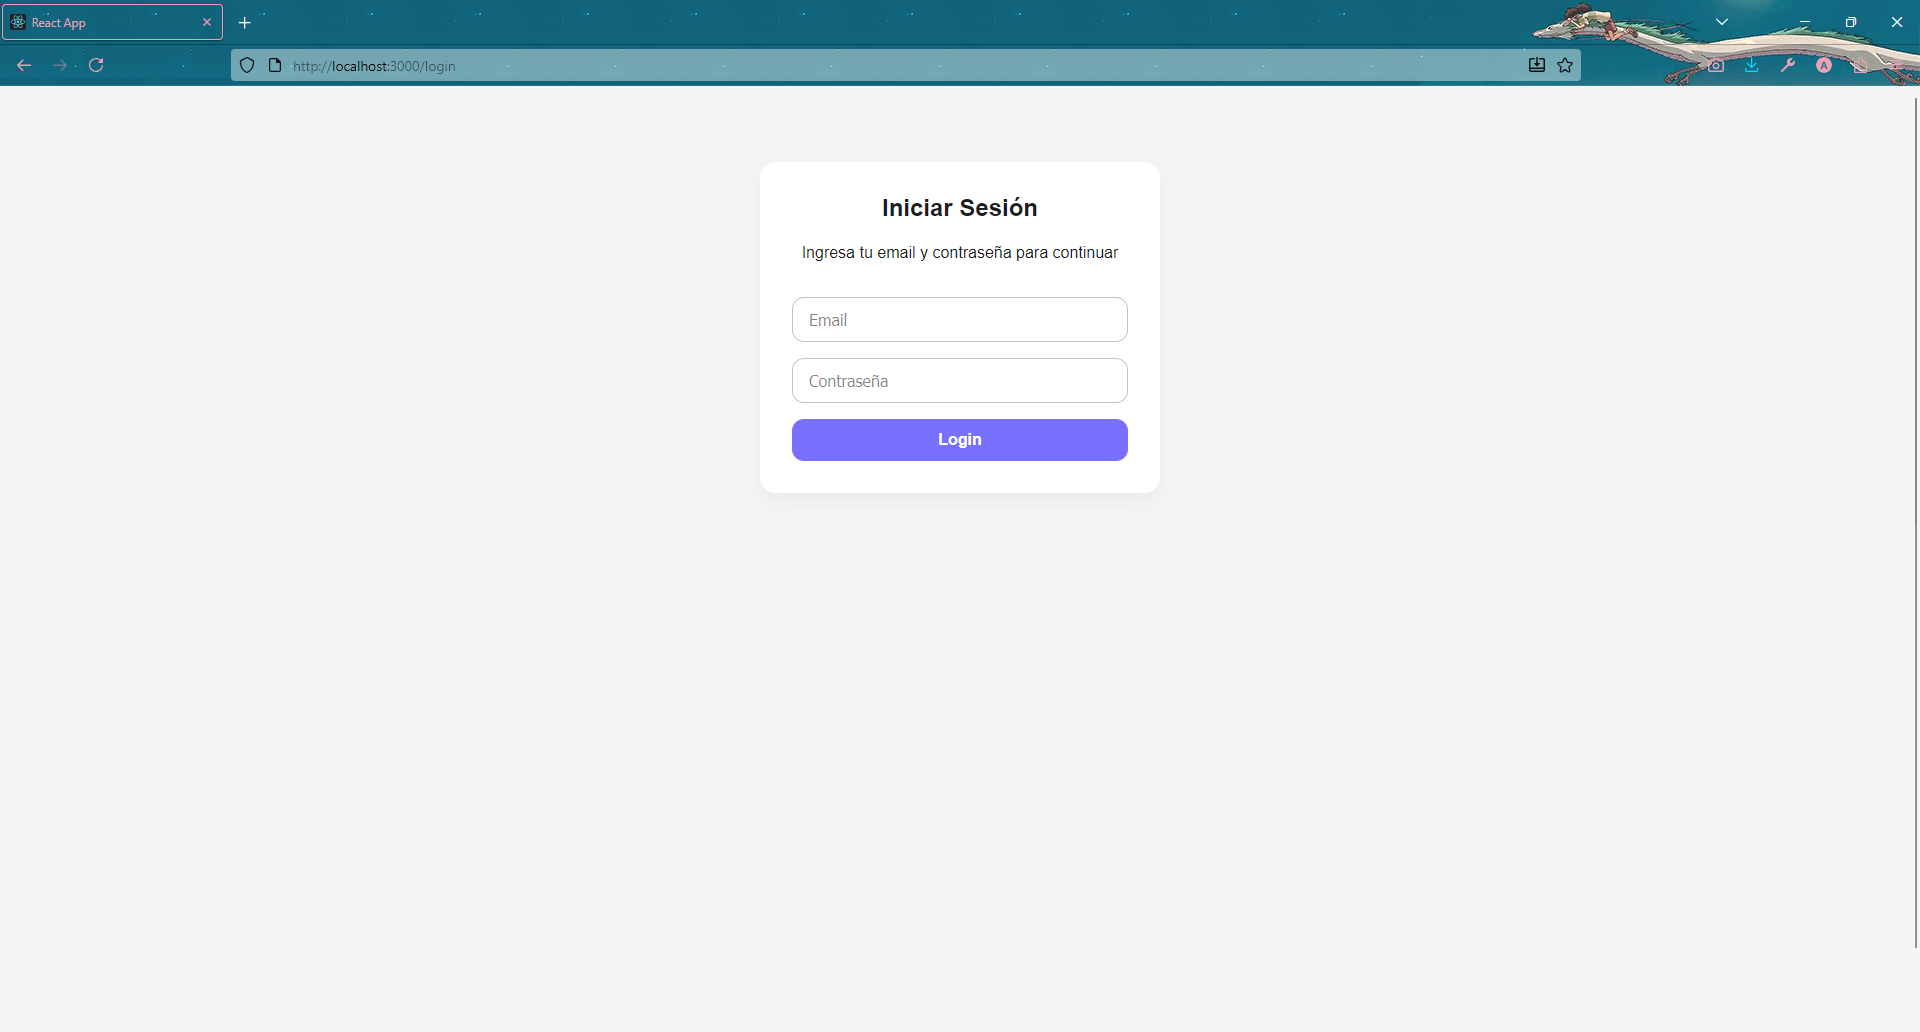 React App
http://localhost:3000/login
A
Iniciar Sesión
Ingresa tu email y contraseña para continuar
Email
Contraseña
Login